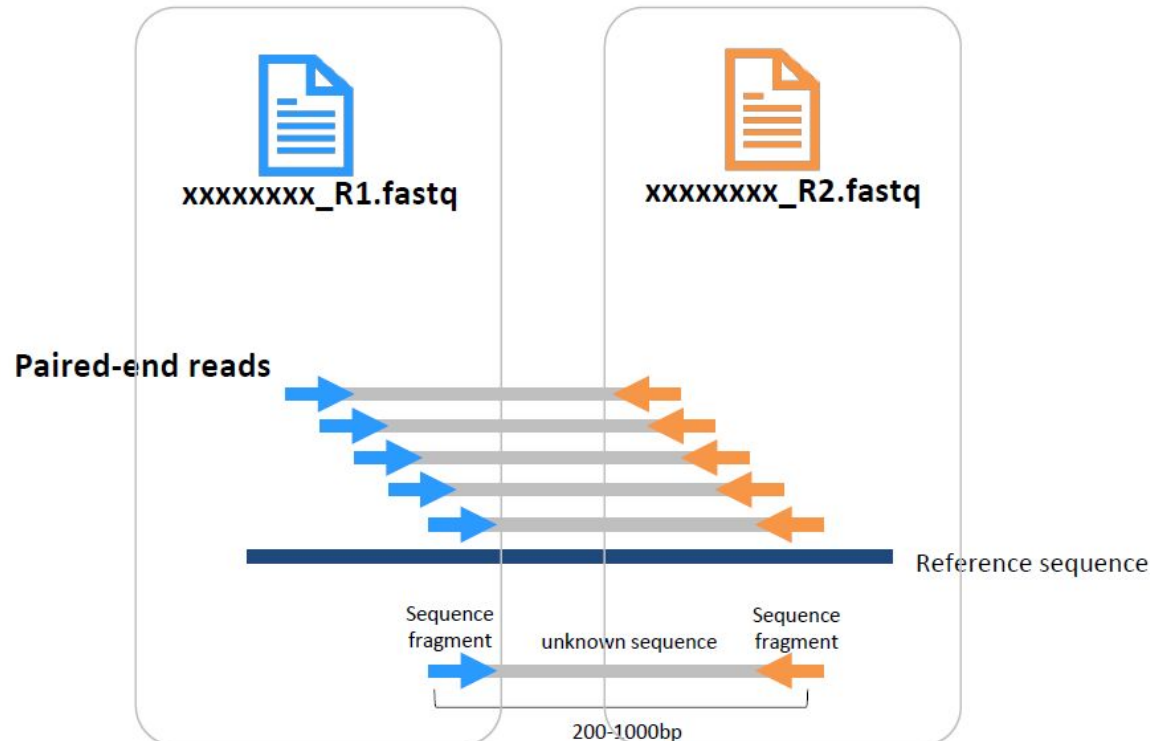 xxxxxxxx_R1.fastq
xxxxxxxx_R2.fastq
Paired-end reads
Reference sequence
Sequence
fragment
unknown sequence
Sequence
fragment
200-1000bp